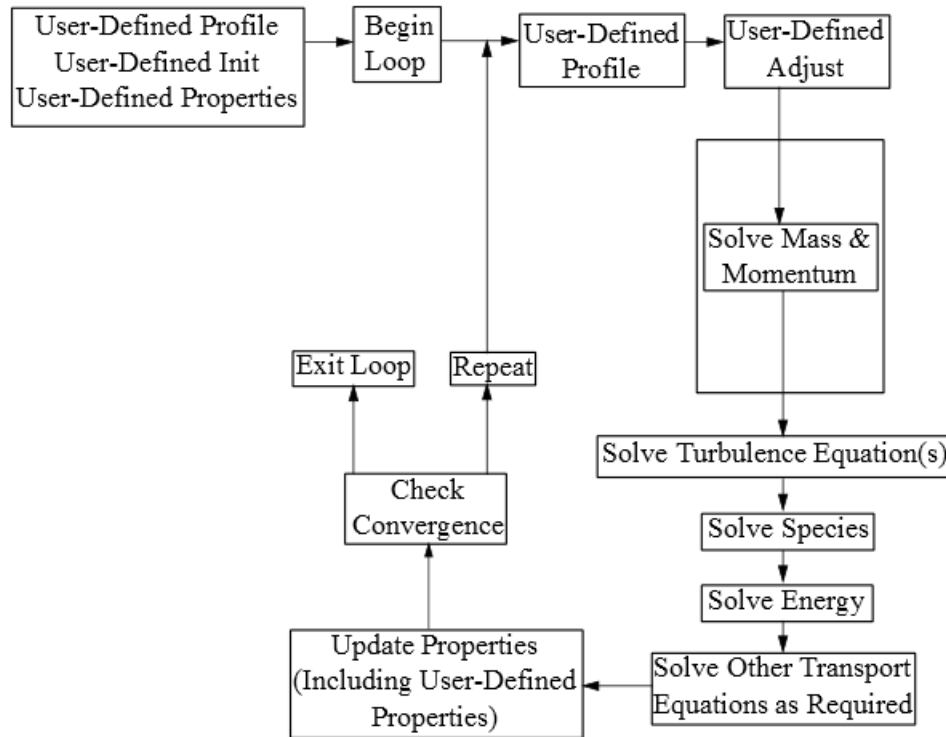 User-Defined Profile
User-Defined Init
User-Defined Properties
Begin
Loop
User-Defined
Profile
User-Defined
Adjust
Solve Mass &
Momentum
Exit Loop
Repeat
Solve Turbulence Equation(s)
Check
Convergence
Solve Species
Solve Energy
Update Properties
(Including User-Defined
Properties)
Solve Other Transport
Equations as Required